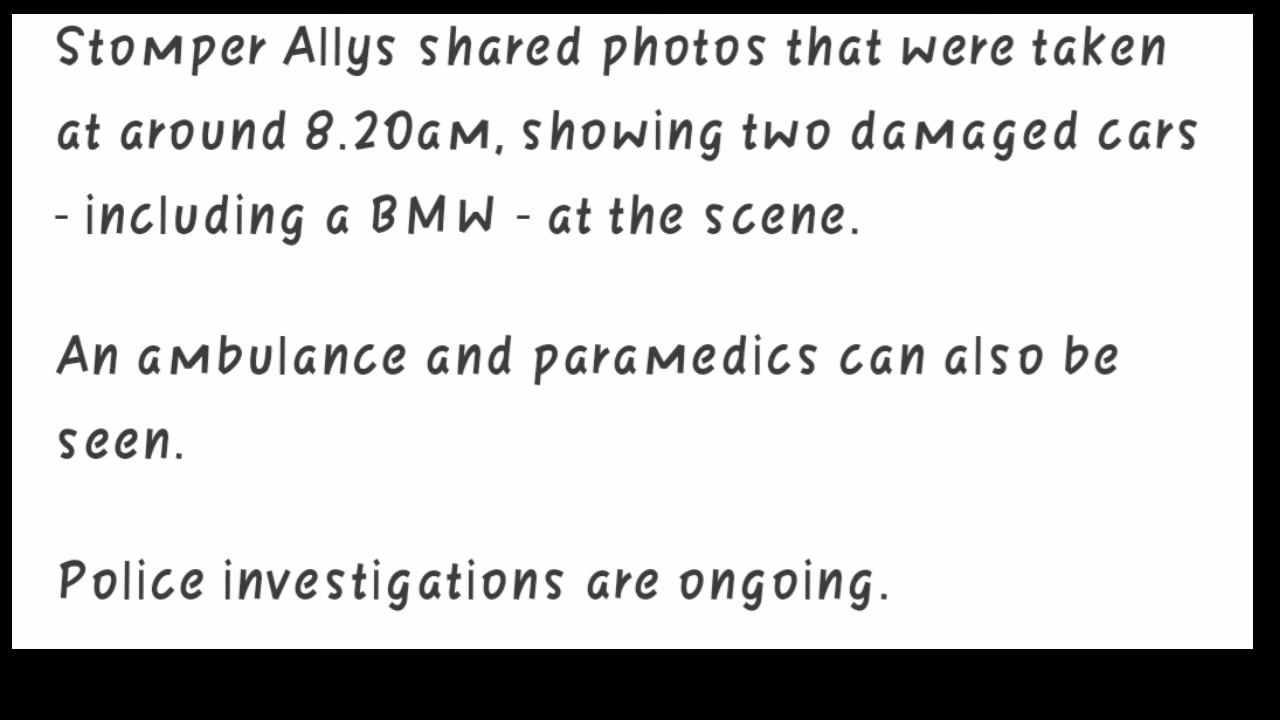 Stomper Allys shared photos that were taken
at around 8.20am, showing two damaged cars
- including a BMW - at the scene.
An ambulance and paramedics can also be
seen.
Police investigations are ongoing.